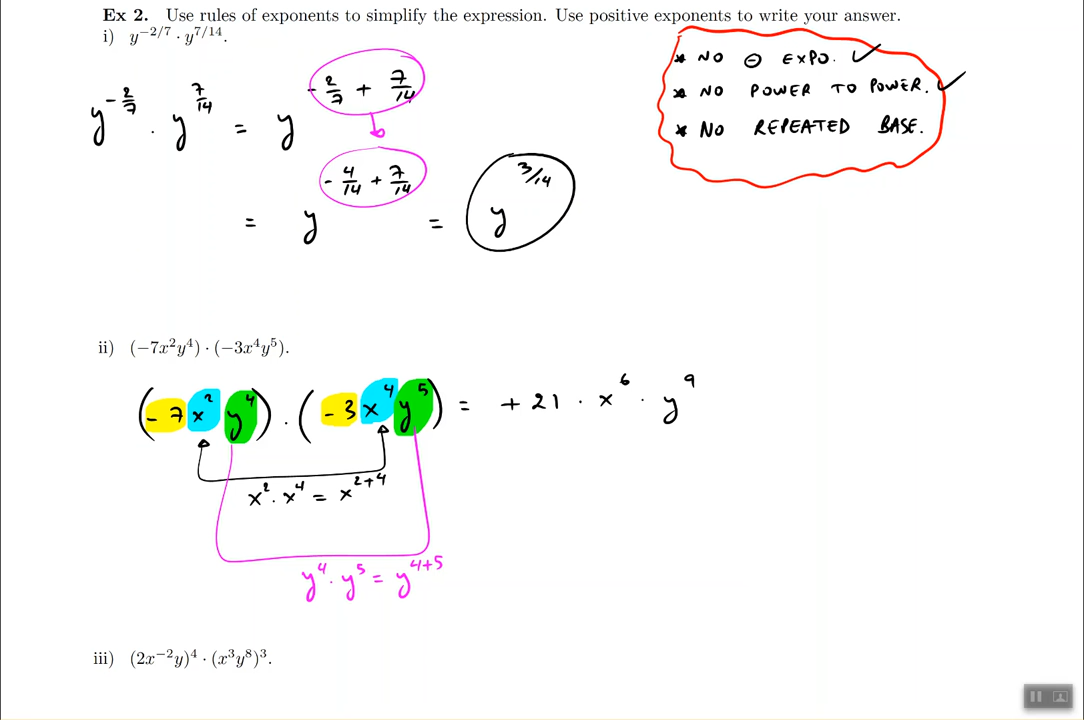 Ex 2. Use rules of exponents to simplify the expression. Use positive exponents to write your answer.
i) y^{-2/7} · y^{7/14}.
* NO ⊖ EXPO. ✓
* NO POWER TO POWER. ✓
* NO REPEATED BASE.
y^{-2/7} · y^{7/14} = y^{-2/7 + 7/14}
= y^{-4/14 + 7/14} = y^{3/14}
ii) (−7x²y⁴) · (−3x⁴y⁵).
(-7x²y⁴) · (-3x⁴y⁵) = +21 · x⁶ · y⁹
x² · x⁴ = x^{2+4}
y⁴ · y⁵ = y^{4+5}
iii) (2x⁻²y)⁴ · (x³y⁸)³.